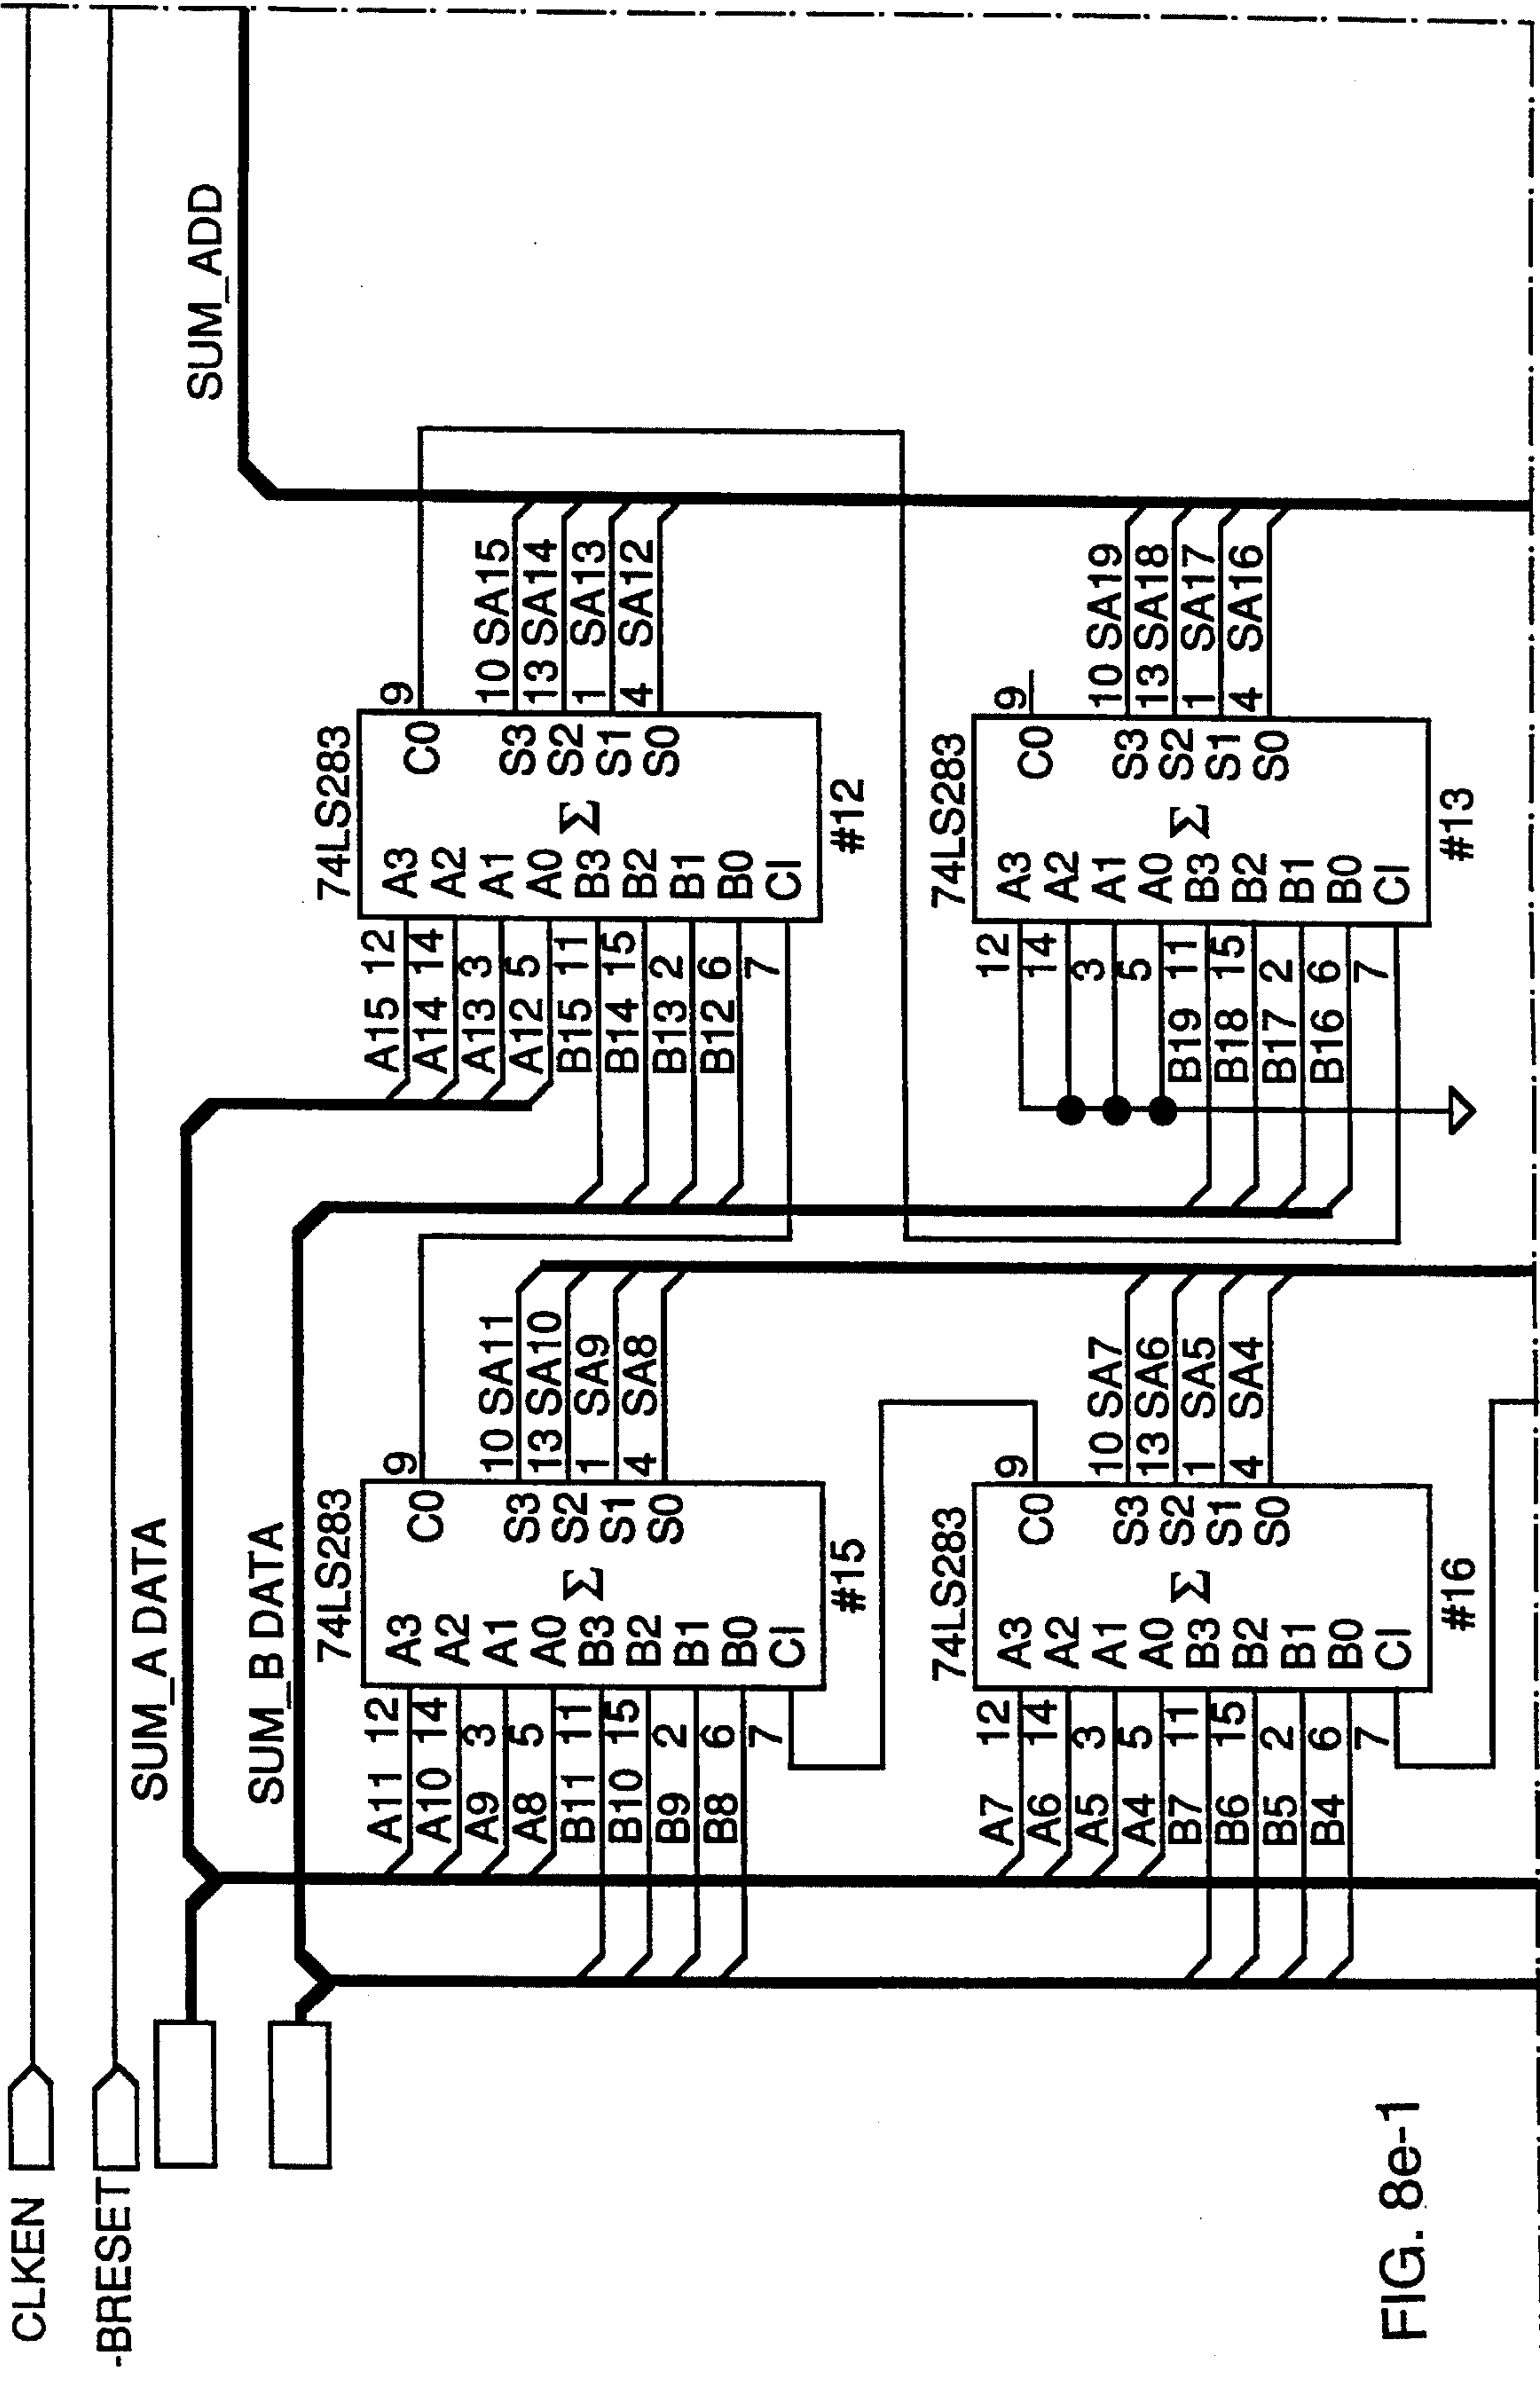 CLKEN
-BRESET
SUM_A DATA
SUM_B DATA
SUM_ADD
74LS283
A11 12 A3 C0 9
A10 14 A2
A9 3 A1 S3 10 SA11
A8 5 A0 S2 13 SA10
B11 11 B3 Σ S1 1 SA9
B10 15 B2 S0 4 SA8
B9 2 B1
B8 6 B0
7 CI
#15
74LS283
A15 12 A3 C0 9
A14 14 A2
A13 3 A1 S3 10 SA15
A12 5 A0 S2 13 SA14
B15 11 B3 Σ S1 1 SA13
B14 15 B2 S0 4 SA12
B13 2 B1
B12 6 B0
7 CI
#12
74LS283
A7 12 A3 C0 9
A6 14 A2
A5 3 A1 S3 10 SA7
A4 5 A0 S2 13 SA6
B7 11 B3 Σ S1 1 SA5
B6 15 B2 S0 4 SA4
B5 2 B1
B4 6 B0
7 CI
#16
74LS283
12 A3 C0 9
14 A2
3 A1 S3 10 SA19
5 A0 S2 13 SA18
B19 11 B3 Σ S1 1 SA17
B18 15 B2 S0 4 SA16
B17 2 B1
B16 6 B0
7 CI
#13
FIG. 8e-1